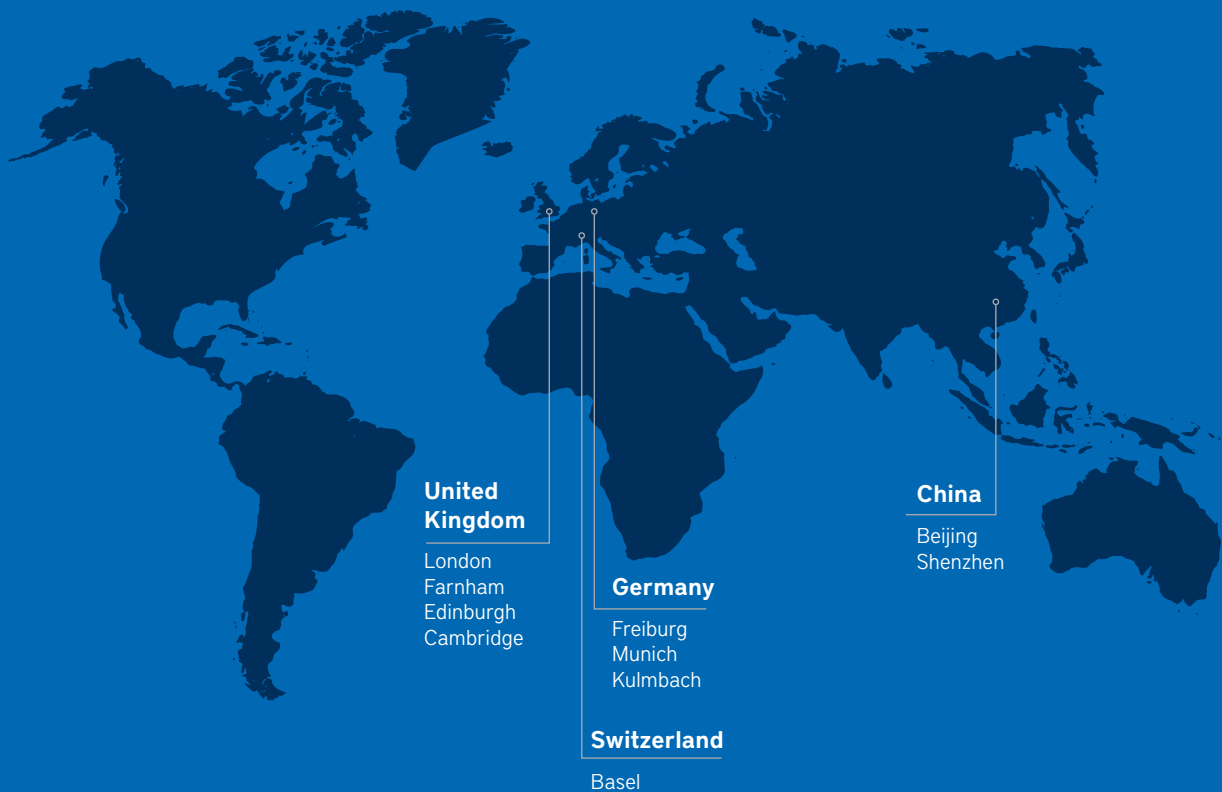 United
Kingdom
London
Farnham
Edinburgh
Cambridge
Germany
Freiburg
Munich
Kulmbach
Switzerland
Basel
China
Beijing
Shenzhen